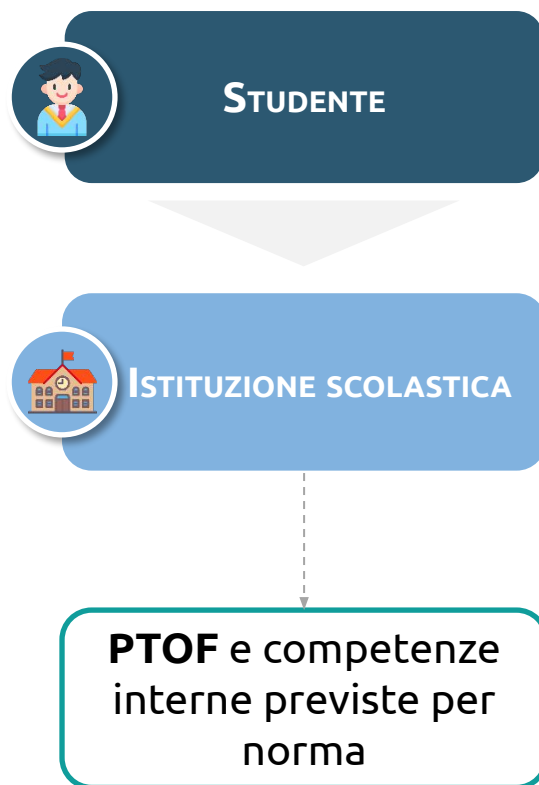 STUDENTE
ISTITUZIONE SCOLASTICA
PTOF e competenze
interne previste per
norma